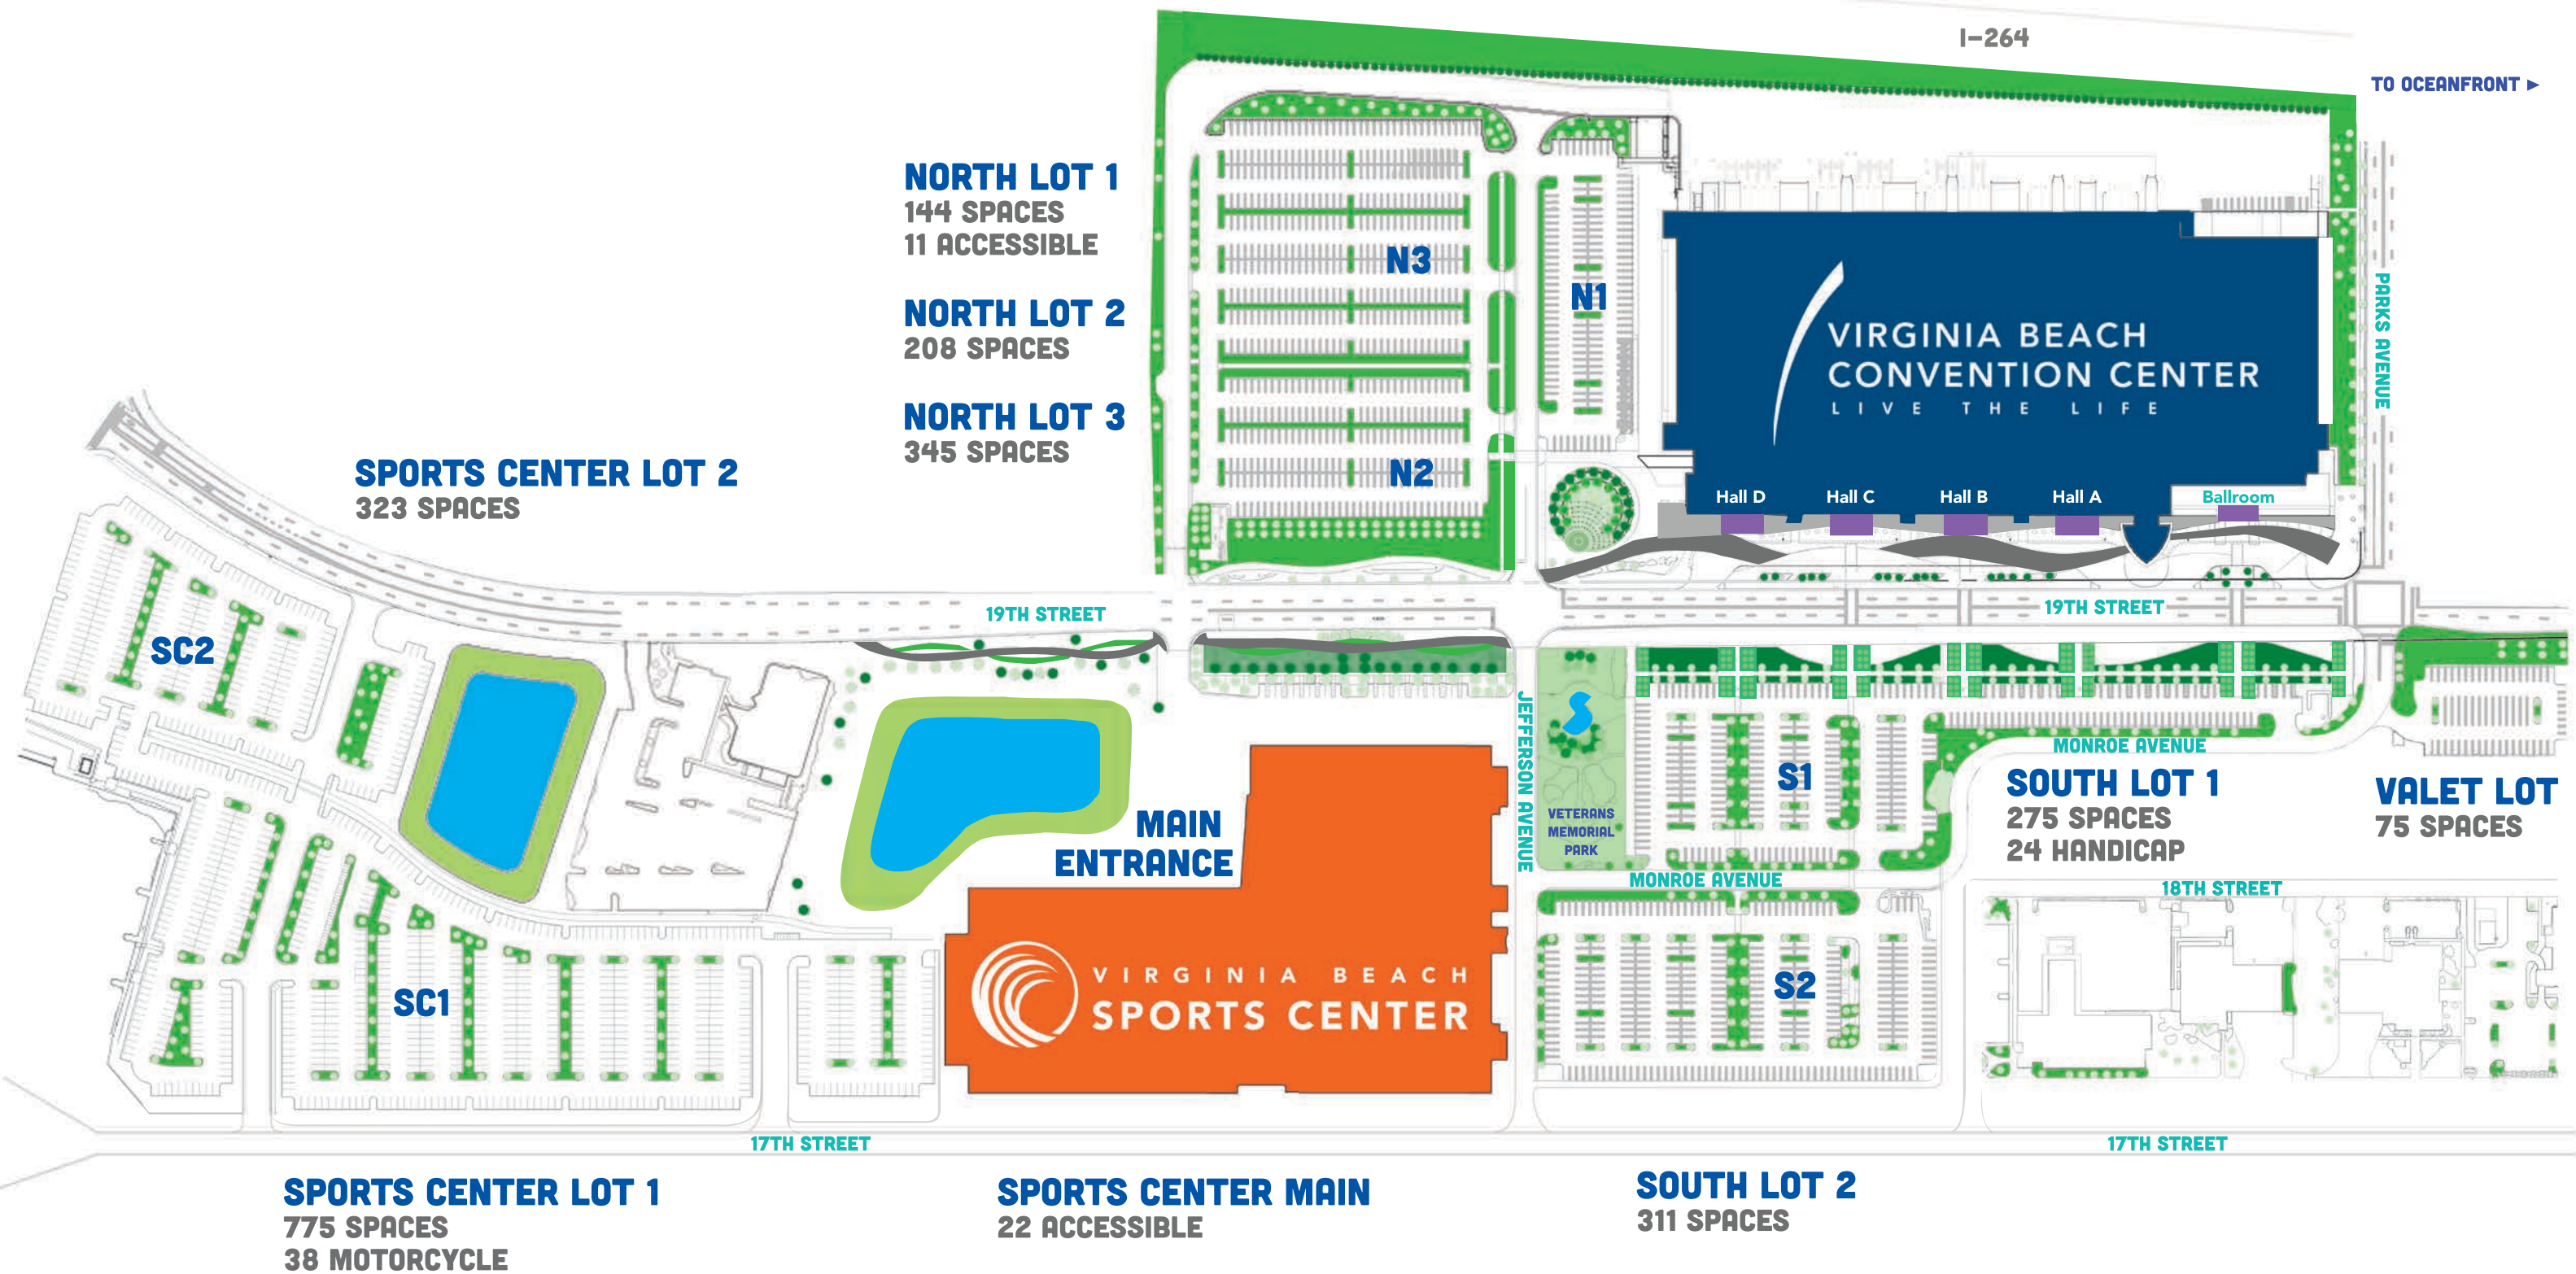 I-264
TO OCEANFRONT ►
NORTH LOT 1
144 SPACES
11 ACCESSIBLE
NORTH LOT 2
208 SPACES
NORTH LOT 3
345 SPACES
N3
N1
N2
VIRGINIA BEACH
CONVENTION CENTER
LIVE THE LIFE
PARKS AVENUE
Hall D
Hall C
Hall B
Hall A
Ballroom
SPORTS CENTER LOT 2
323 SPACES
19TH STREET
19TH STREET
SC2
JEFFERSON AVENUE
VETERANS
MEMORIAL
PARK
S1
MONROE AVENUE
SOUTH LOT 1
275 SPACES
24 HANDICAP
VALET LOT
75 SPACES
MAIN
ENTRANCE
MONROE AVENUE
18TH STREET
SC1
VIRGINIA BEACH
SPORTS CENTER
S2
17TH STREET
17TH STREET
SPORTS CENTER LOT 1
775 SPACES
38 MOTORCYCLE
SPORTS CENTER MAIN
22 ACCESSIBLE
SOUTH LOT 2
311 SPACES